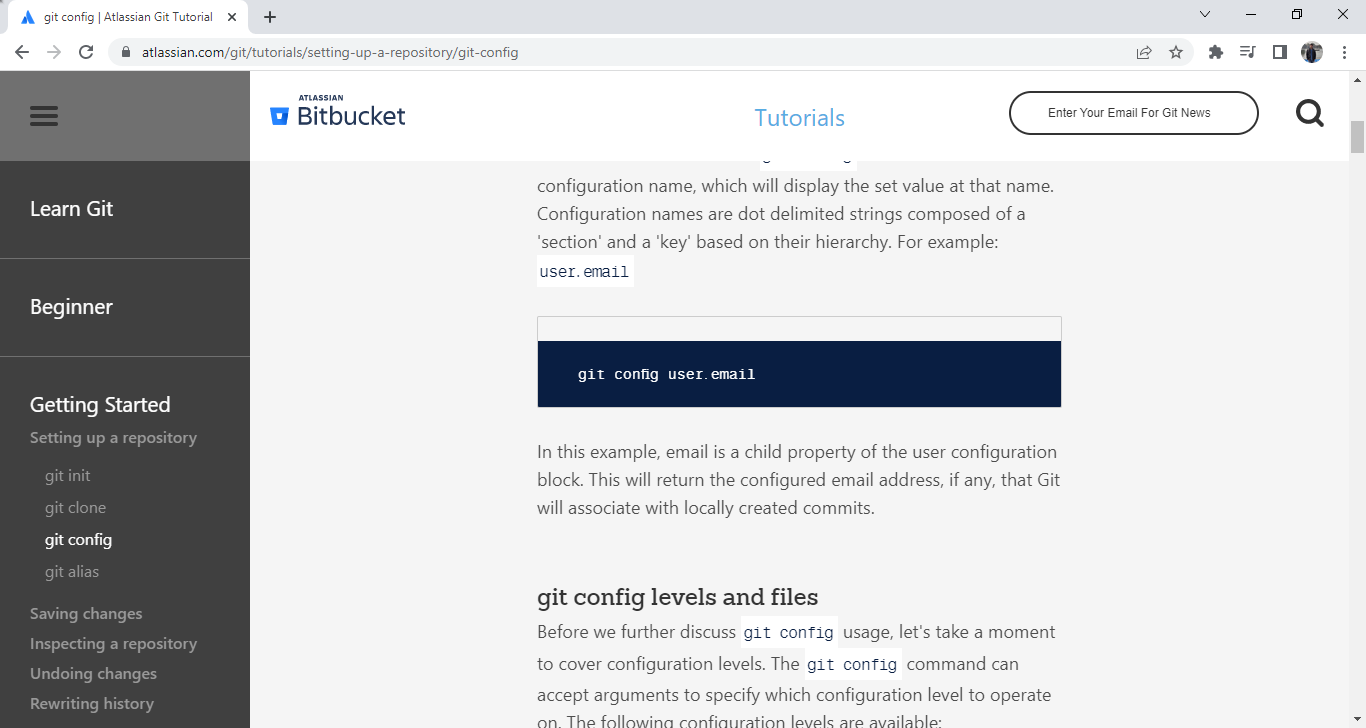 git config | Atlassian Git Tutorial
atlassian.com/git/tutorials/setting-up-a-repository/git-config
ATLASSIAN
Bitbucket
Tutorials
Enter Your Email For Git News
Learn Git
Beginner
Getting Started
Setting up a repository
git init
git clone
git config
git alias
Saving changes
Inspecting a repository
Undoing changes
Rewriting history
configuration name, which will display the set value at that name.
Configuration names are dot delimited strings composed of a
'section' and a 'key' based on their hierarchy. For example:
user.email
git config user.email
In this example, email is a child property of the user configuration
block. This will return the configured email address, if any, that Git
will associate with locally created commits.
git config levels and files
Before we further discuss git config usage, let's take a moment
to cover configuration levels. The git config command can
accept arguments to specify which configuration level to operate
on. The following configuration levels are available: